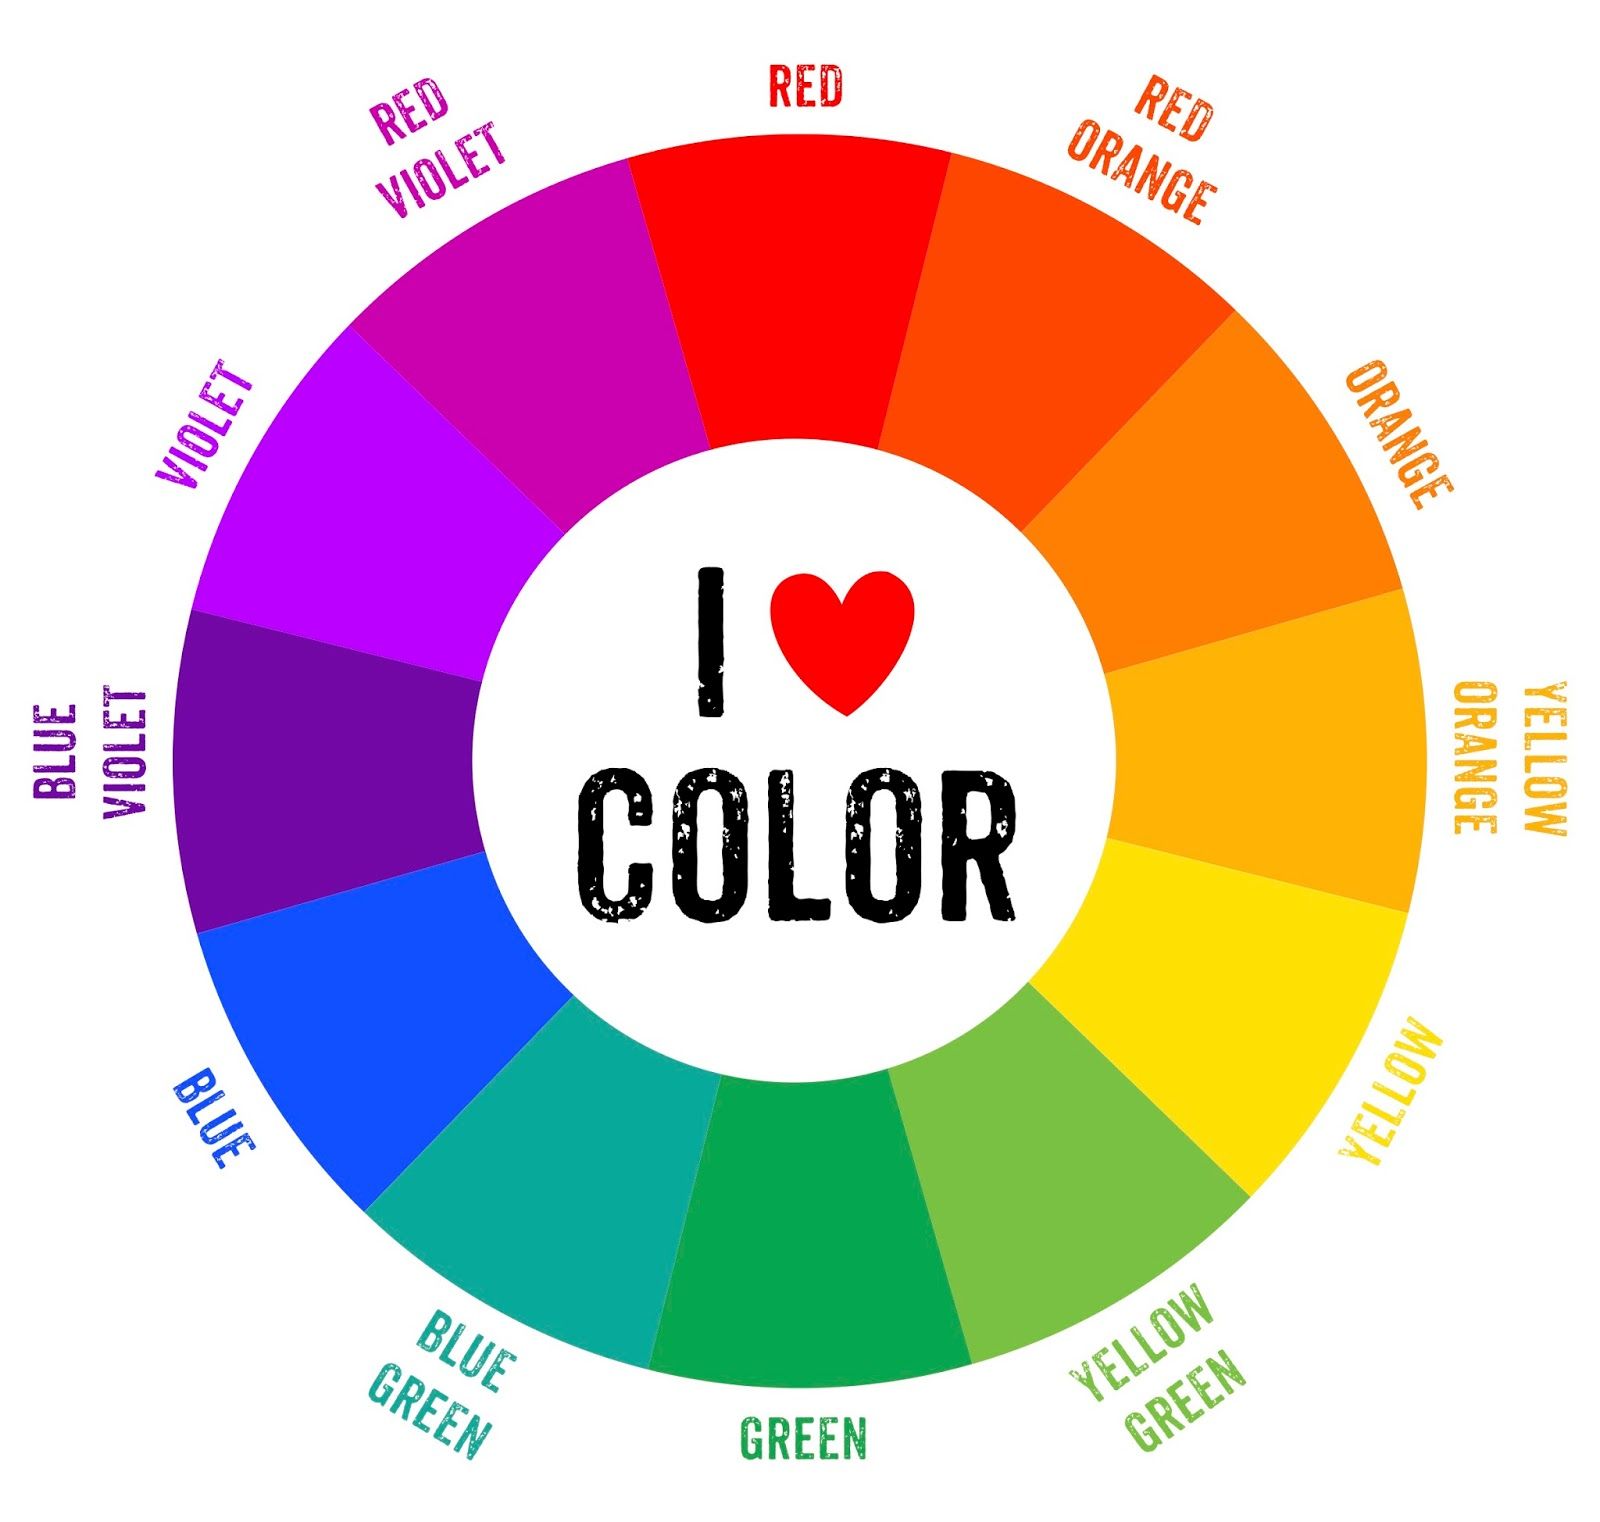 RED
RED
ORANGE
ORANGE
YELLOW
ORANGE
YELLOW
YELLOW
GREEN
GREEN
BLUE
GREEN
BLUE
BLUE
VIOLET
VIOLET
RED
VIOLET
I ❤
COLOR